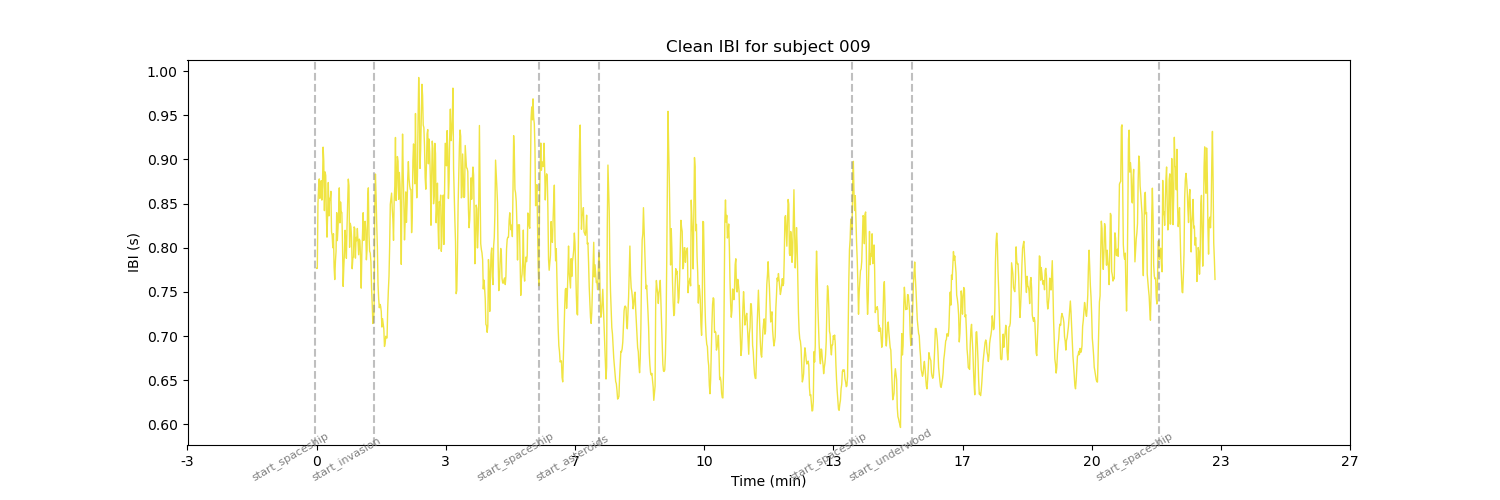 Clean IBI for subject 009
IBI (s)
1.00
0.95
0.90
0.85
0.80
0.75
0.70
0.65
0.60
start_spaceship
start_invasion
start_spaceship
start_asteroids
start_spaceship
start_underwood
start_spaceship
-3 0 3 7 10 13 17 20 23 27
Time (min)